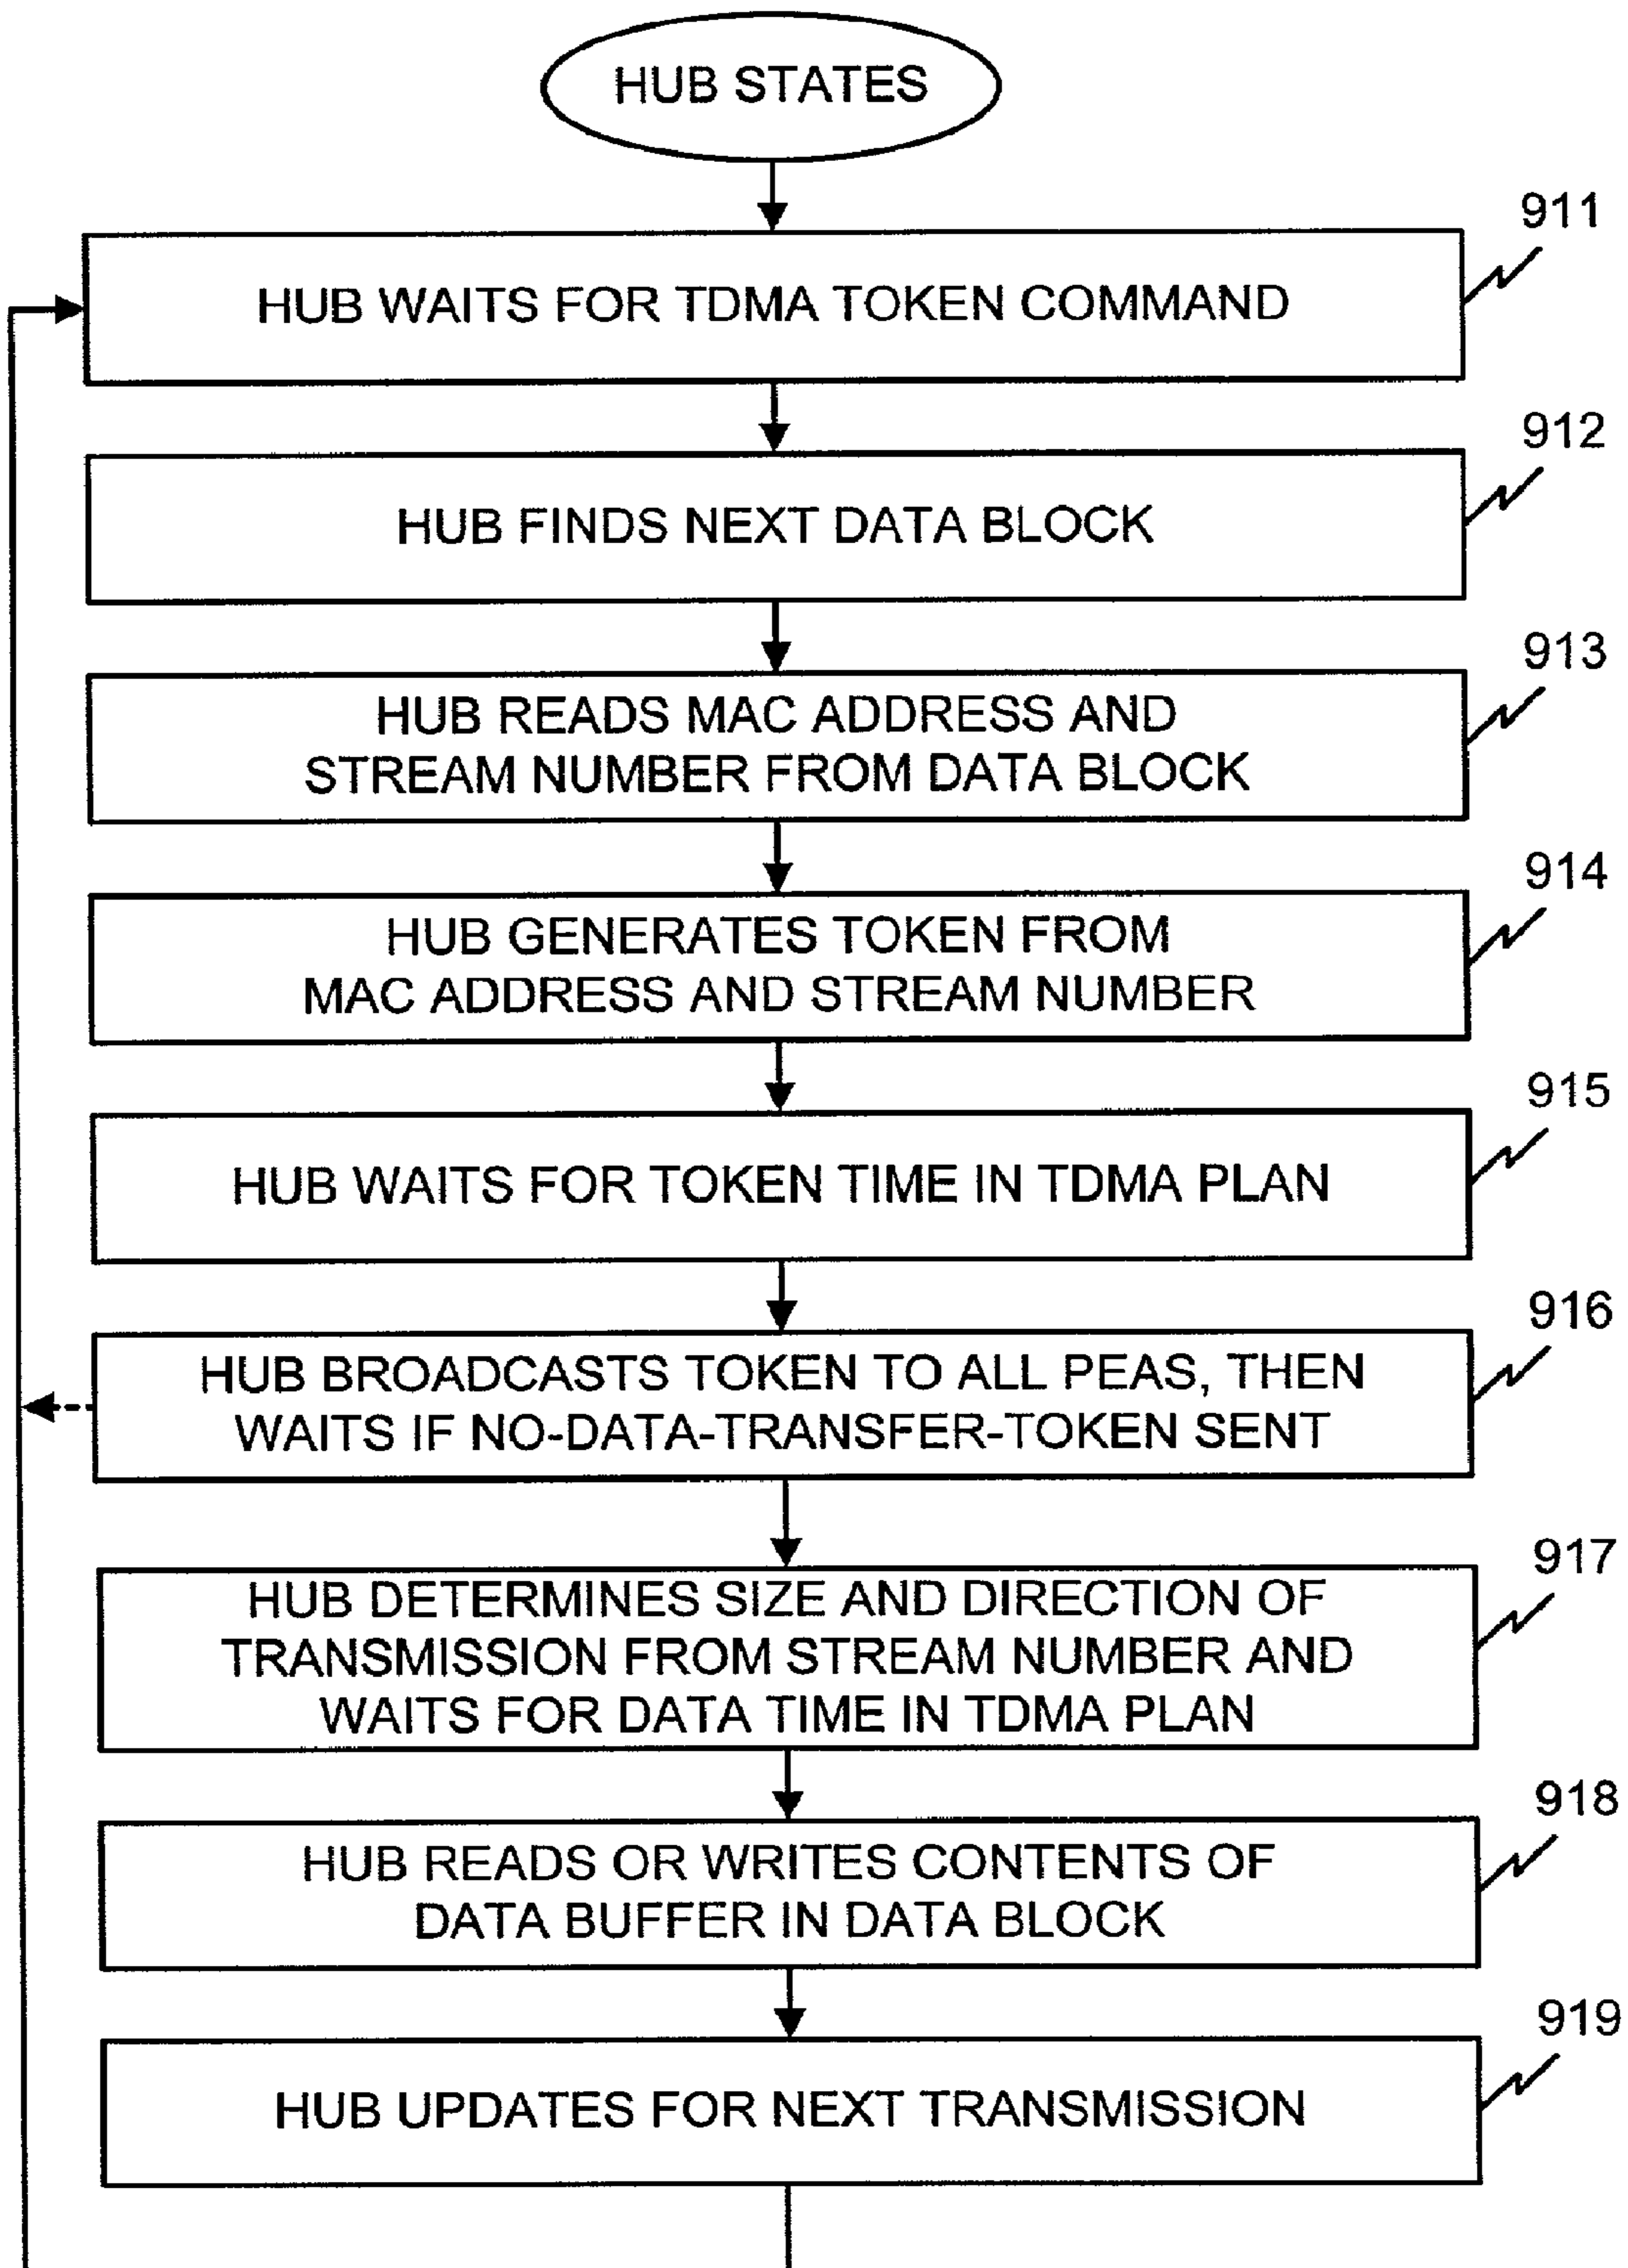 HUB STATES
911
HUB WAITS FOR TDMA TOKEN COMMAND
912
HUB FINDS NEXT DATA BLOCK
913
HUB READS MAC ADDRESS AND
STREAM NUMBER FROM DATA BLOCK
914
HUB GENERATES TOKEN FROM
MAC ADDRESS AND STREAM NUMBER
915
HUB WAITS FOR TOKEN TIME IN TDMA PLAN
916
HUB BROADCASTS TOKEN TO ALL PEAS, THEN
WAITS IF NO-DATA-TRANSFER-TOKEN SENT
917
HUB DETERMINES SIZE AND DIRECTION OF
TRANSMISSION FROM STREAM NUMBER AND
WAITS FOR DATA TIME IN TDMA PLAN
918
HUB READS OR WRITES CONTENTS OF
DATA BUFFER IN DATA BLOCK
919
HUB UPDATES FOR NEXT TRANSMISSION